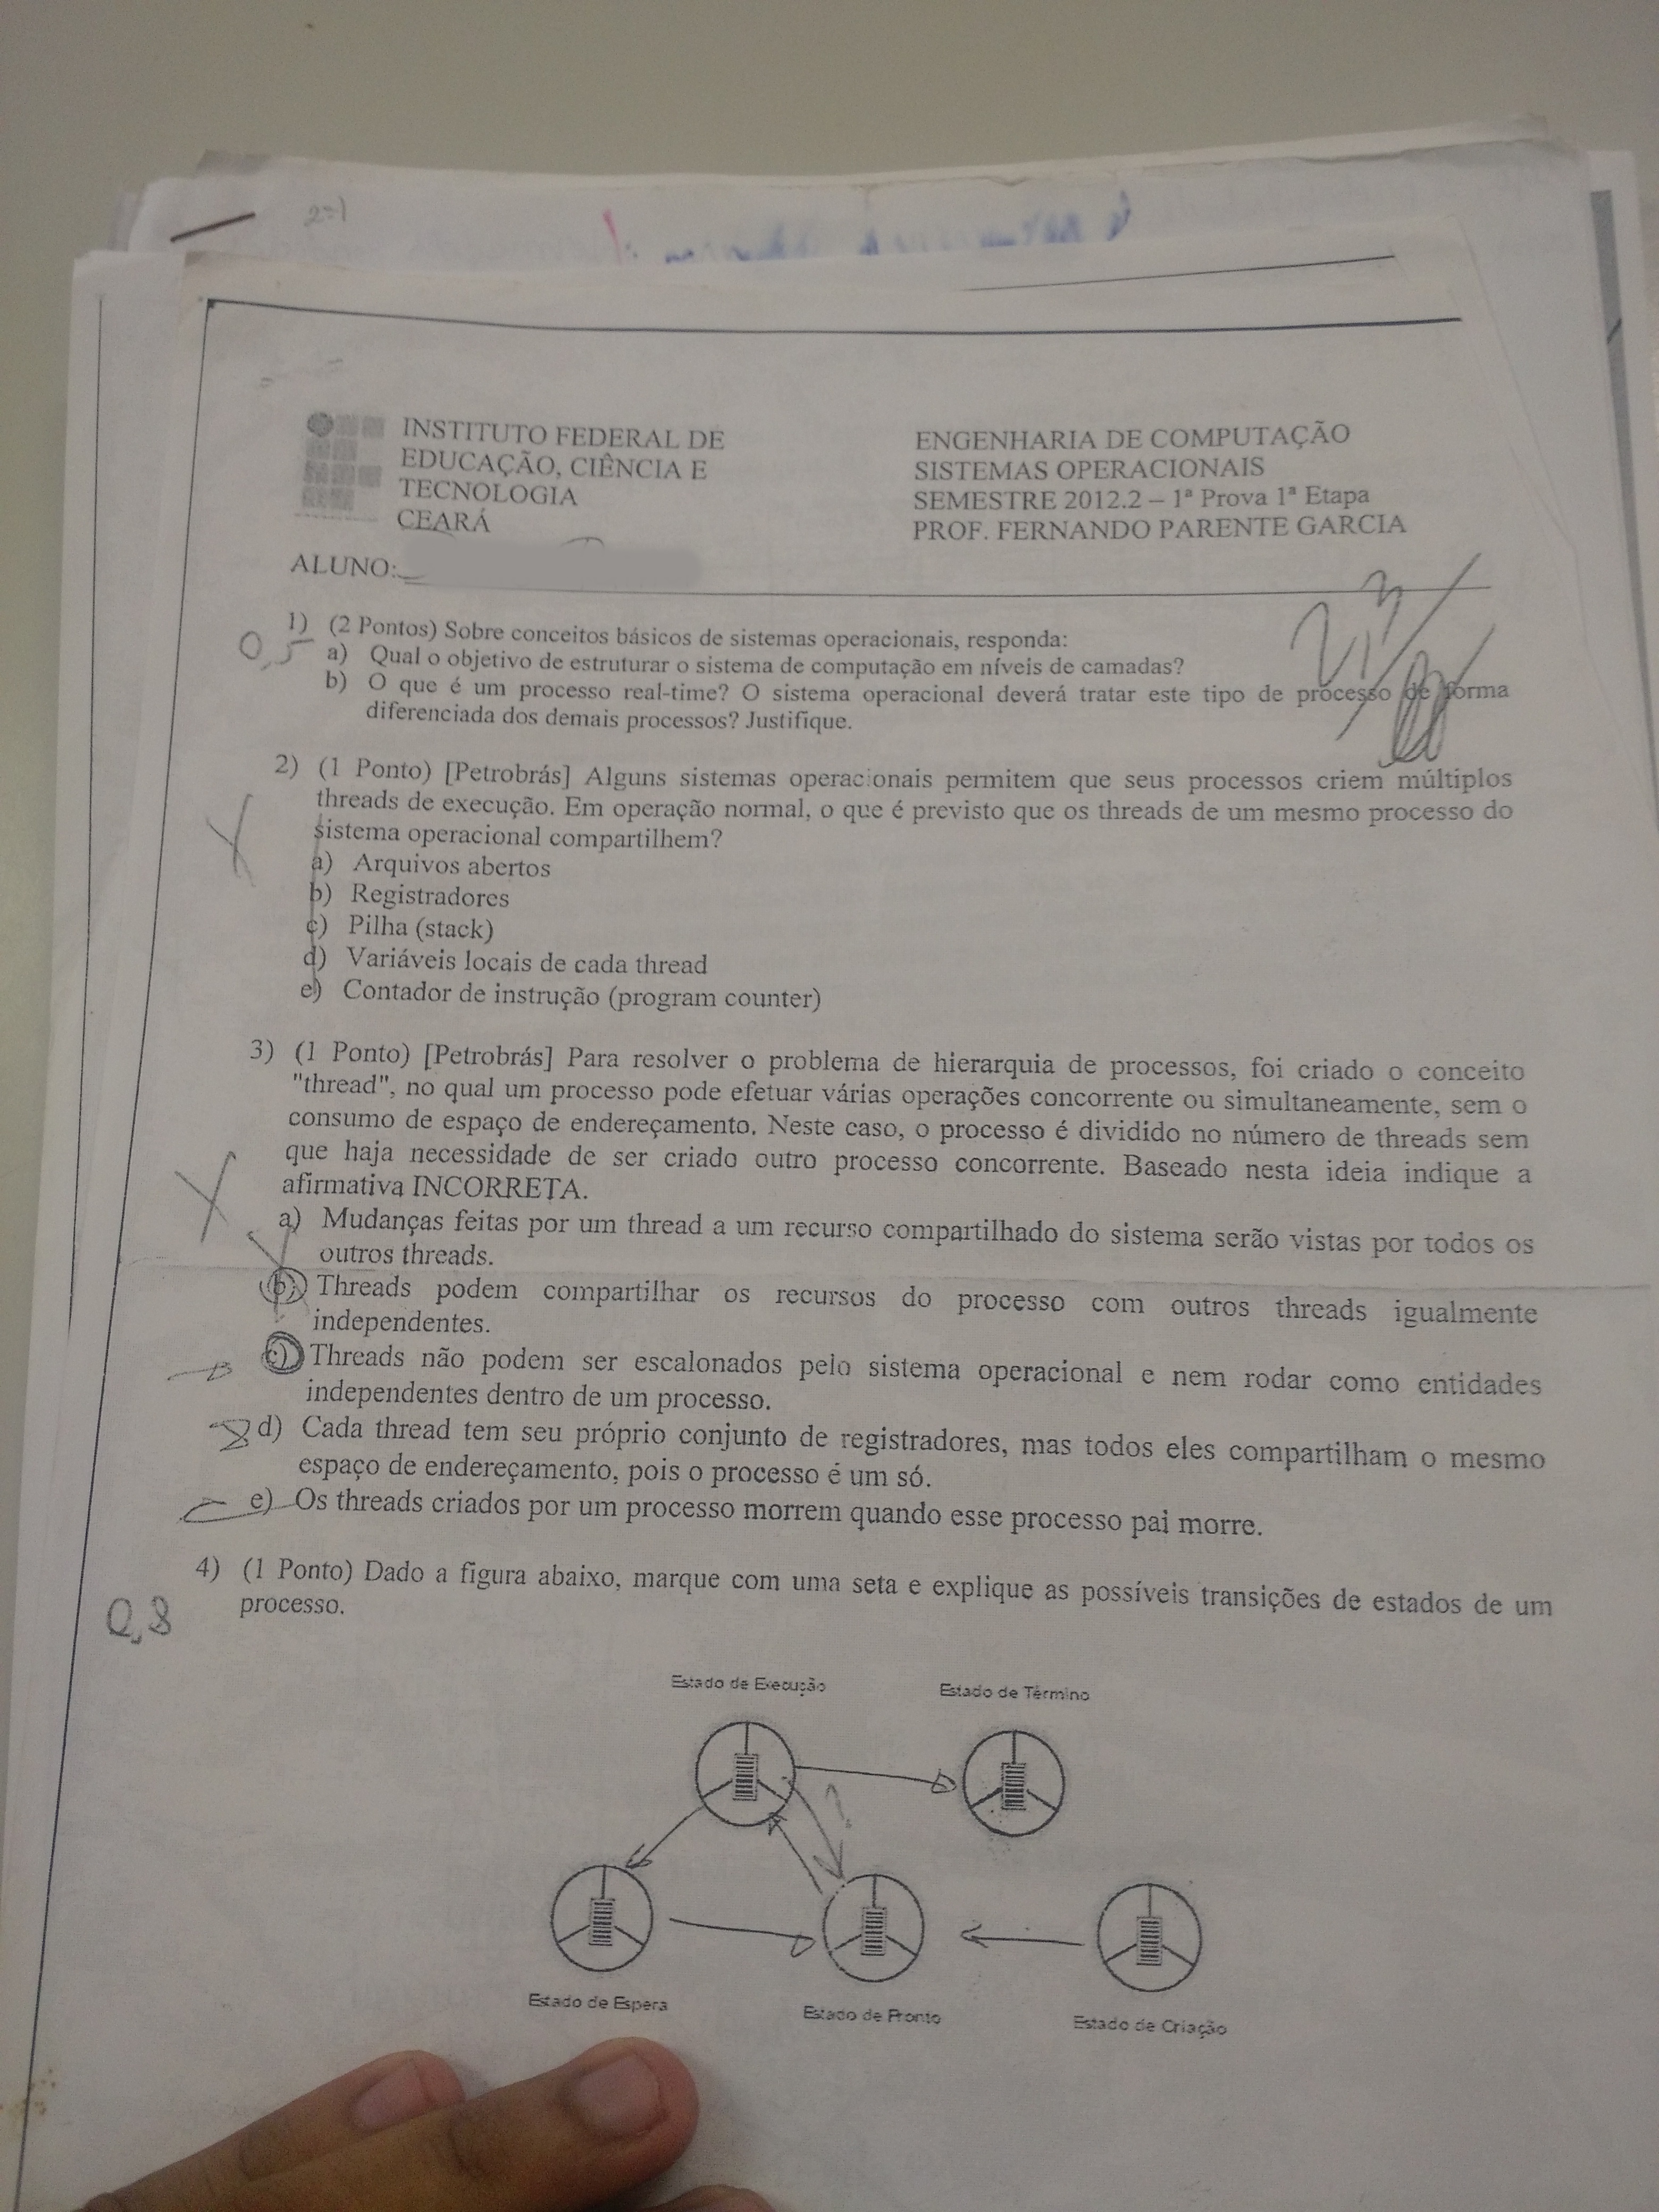 INSTITUTO FEDERAL DE
EDUCAÇÃO, CIÊNCIA E
TECNOLOGIA
CEARÁ
ENGENHARIA DE COMPUTAÇÃO
SISTEMAS OPERACIONAIS
SEMESTRE 2012.2 – 1ª Prova 1ª Etapa
PROF. FERNANDO PARENTE GARCIA
ALUNO:
0,5
1) (2 Pontos) Sobre conceitos básicos de sistemas operacionais, responda:
a) Qual o objetivo de estruturar o sistema de computação em níveis de camadas?
b) O que é um processo real-time? O sistema operacional deverá tratar este tipo de processo de forma
diferenciada dos demais processos? Justifique.
2) (1 Ponto) [Petrobrás] Alguns sistemas operacionais permitem que seus processos criem múltiplos
threads de execução. Em operação normal, o que é previsto que os threads de um mesmo processo do
sistema operacional compartilhem?
a) Arquivos abertos
b) Registradores
c) Pilha (stack)
d) Variáveis locais de cada thread
e) Contador de instrução (program counter)
3) (1 Ponto) [Petrobrás] Para resolver o problema de hierarquia de processos, foi criado o conceito
"thread", no qual um processo pode efetuar várias operações concorrente ou simultaneamente, sem o
consumo de espaço de endereçamento. Neste caso, o processo é dividido no número de threads sem
que haja necessidade de ser criado outro processo concorrente. Baseado nesta ideia indique a
afirmativa INCORRETA.
a) Mudanças feitas por um thread a um recurso compartilhado do sistema serão vistas por todos os
outros threads.
b) Threads podem compartilhar os recursos do processo com outros threads igualmente
independentes.
c) Threads não podem ser escalonados pelo sistema operacional e nem rodar como entidades
independentes dentro de um processo.
d) Cada thread tem seu próprio conjunto de registradores, mas todos eles compartilham o mesmo
espaço de endereçamento, pois o processo é um só.
e) Os threads criados por um processo morrem quando esse processo pai morre.
4) (1 Ponto) Dado a figura abaixo, marque com uma seta e explique as possíveis transições de estados de um
processo.
0,8
Estado de Execução
Estado de Término
?
Estado de Espera
Estado de Pronto
Estado de Criação